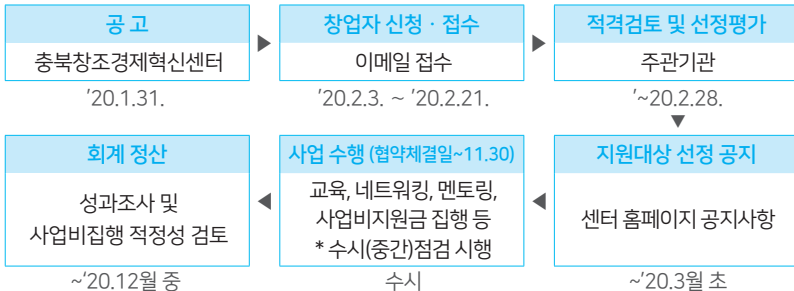 공 고
충북창조경제혁신센터
'20.1.31.
▶
창업자 신청 · 접수
이메일 접수
'20.2.3. ~ '20.2.21.
▶
적격검토 및 선정평가
주관기관
'~20.2.28.
▼
지원대상 선정 공지
센터 홈페이지 공지사항
~'20.3월 초
◀
사업 수행 (협약체결일~11.30)
교육, 네트워킹, 멘토링,
사업비지원금 집행 등
* 수시(중간)점검 시행
수시
◀
회계 정산
성과조사 및
사업비집행 적정성 검토
~'20.12월 중